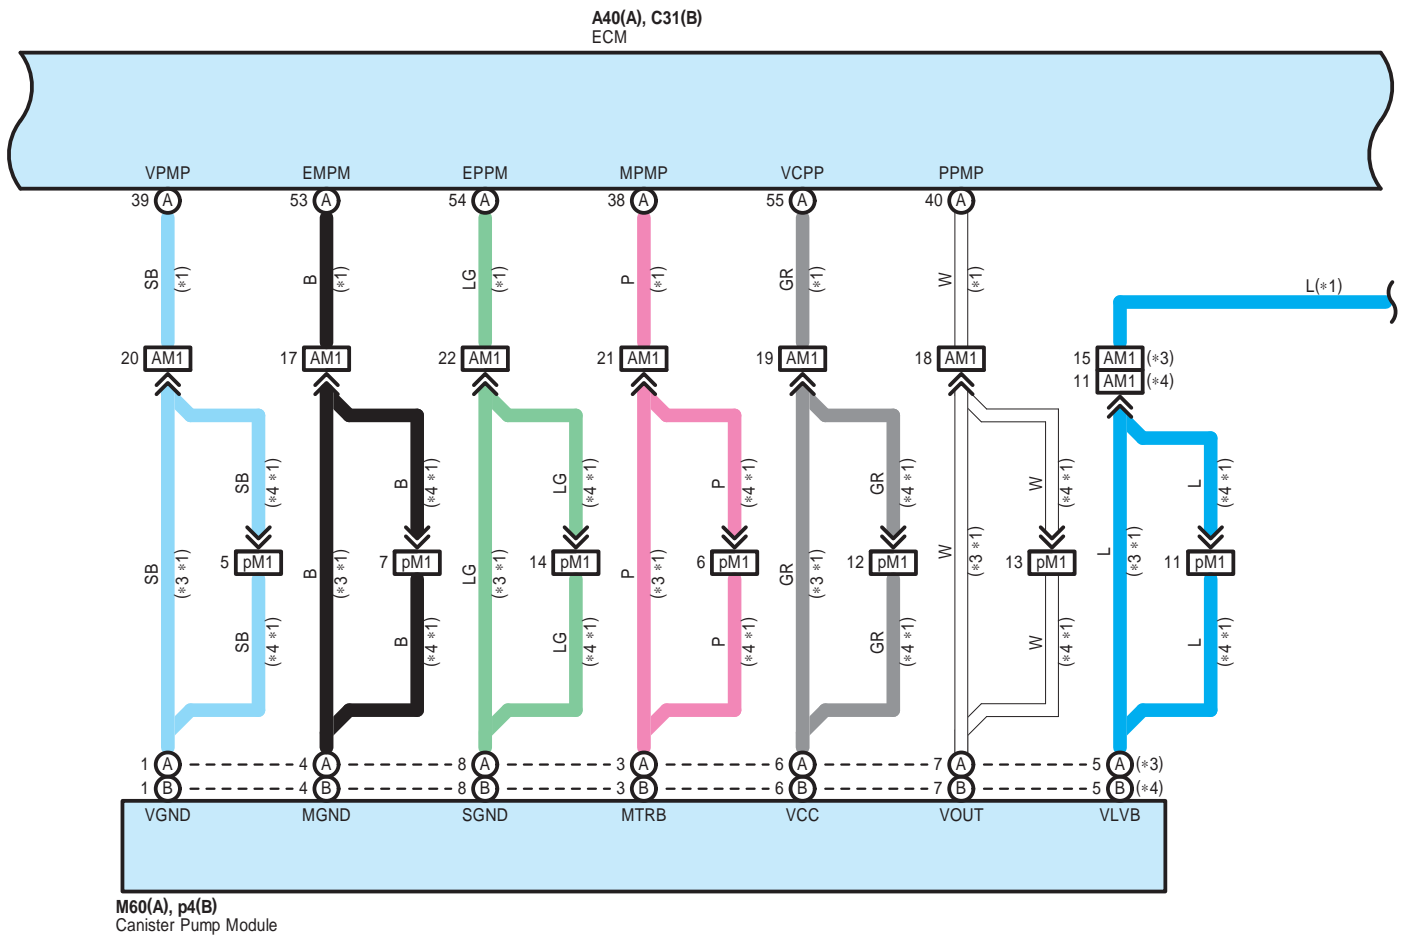 A40(A), C31(B)
ECM
VPMP EMPM EPPM MPMP VCPP PPMP
39 A 53 A 54 A 38 A 55 A 40 A
SB (*1) B (*1) LG (*1) P (*1) GR (*1) W (*1)
L(*1)
20 AM1 17 AM1 22 AM1 21 AM1 19 AM1 18 AM1 15 AM1 (*3)
11 AM1 (*4)
SB (*4 *1) B (*4 *1) LG (*4 *1) P (*4 *1) GR (*4 *1) W (*4 *1) L (*4 *1)
SB (*3 *1) B (*3 *1) LG (*3 *1) P (*3 *1) GR (*3 *1) W (*3 *1) L (*3 *1)
5 pM1 7 pM1 14 pM1 6 pM1 12 pM1 13 pM1 11 pM1
SB (*4 *1) B (*4 *1) LG (*4 *1) P (*4 *1) GR (*4 *1) W (*4 *1) L (*4 *1)
1 A 4 A 8 A 3 A 6 A 7 A 5 A (*3)
1 B 4 B 8 B 3 B 6 B 7 B 5 B (*4)
VGND MGND SGND MTRB VCC VOUT VLVB
M60(A), p4(B)
Canister Pump Module